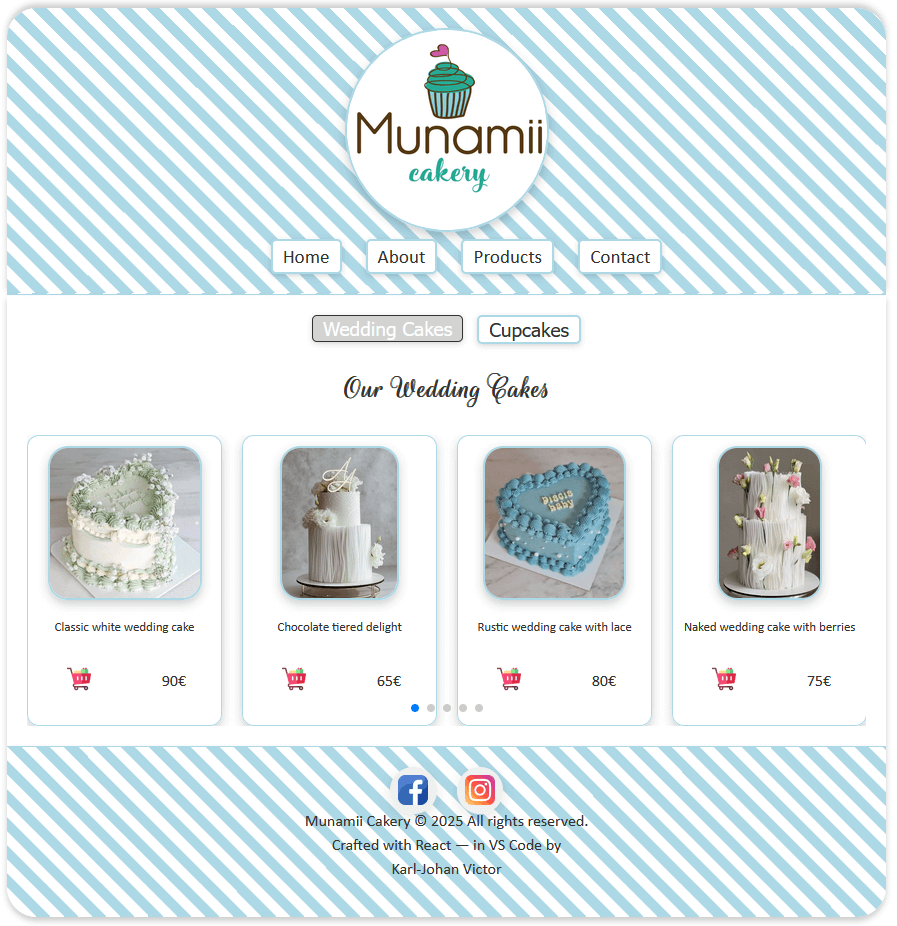 Munamii
cakery
Home About Products Contact
Wedding Cakes Cupcakes
Our Wedding Cakes
Discis
baby
Classic white wedding cake Chocolate tiered delight Rustic wedding cake with lace Naked wedding cake with berries
90€ 65€ 80€ 75€
Munamii Cakery © 2025 All rights reserved.
Crafted with React — in VS Code by
Karl-Johan Victor